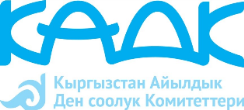 КАДК
Кыргызстан Айылдык
Ден соолук Комитеттери